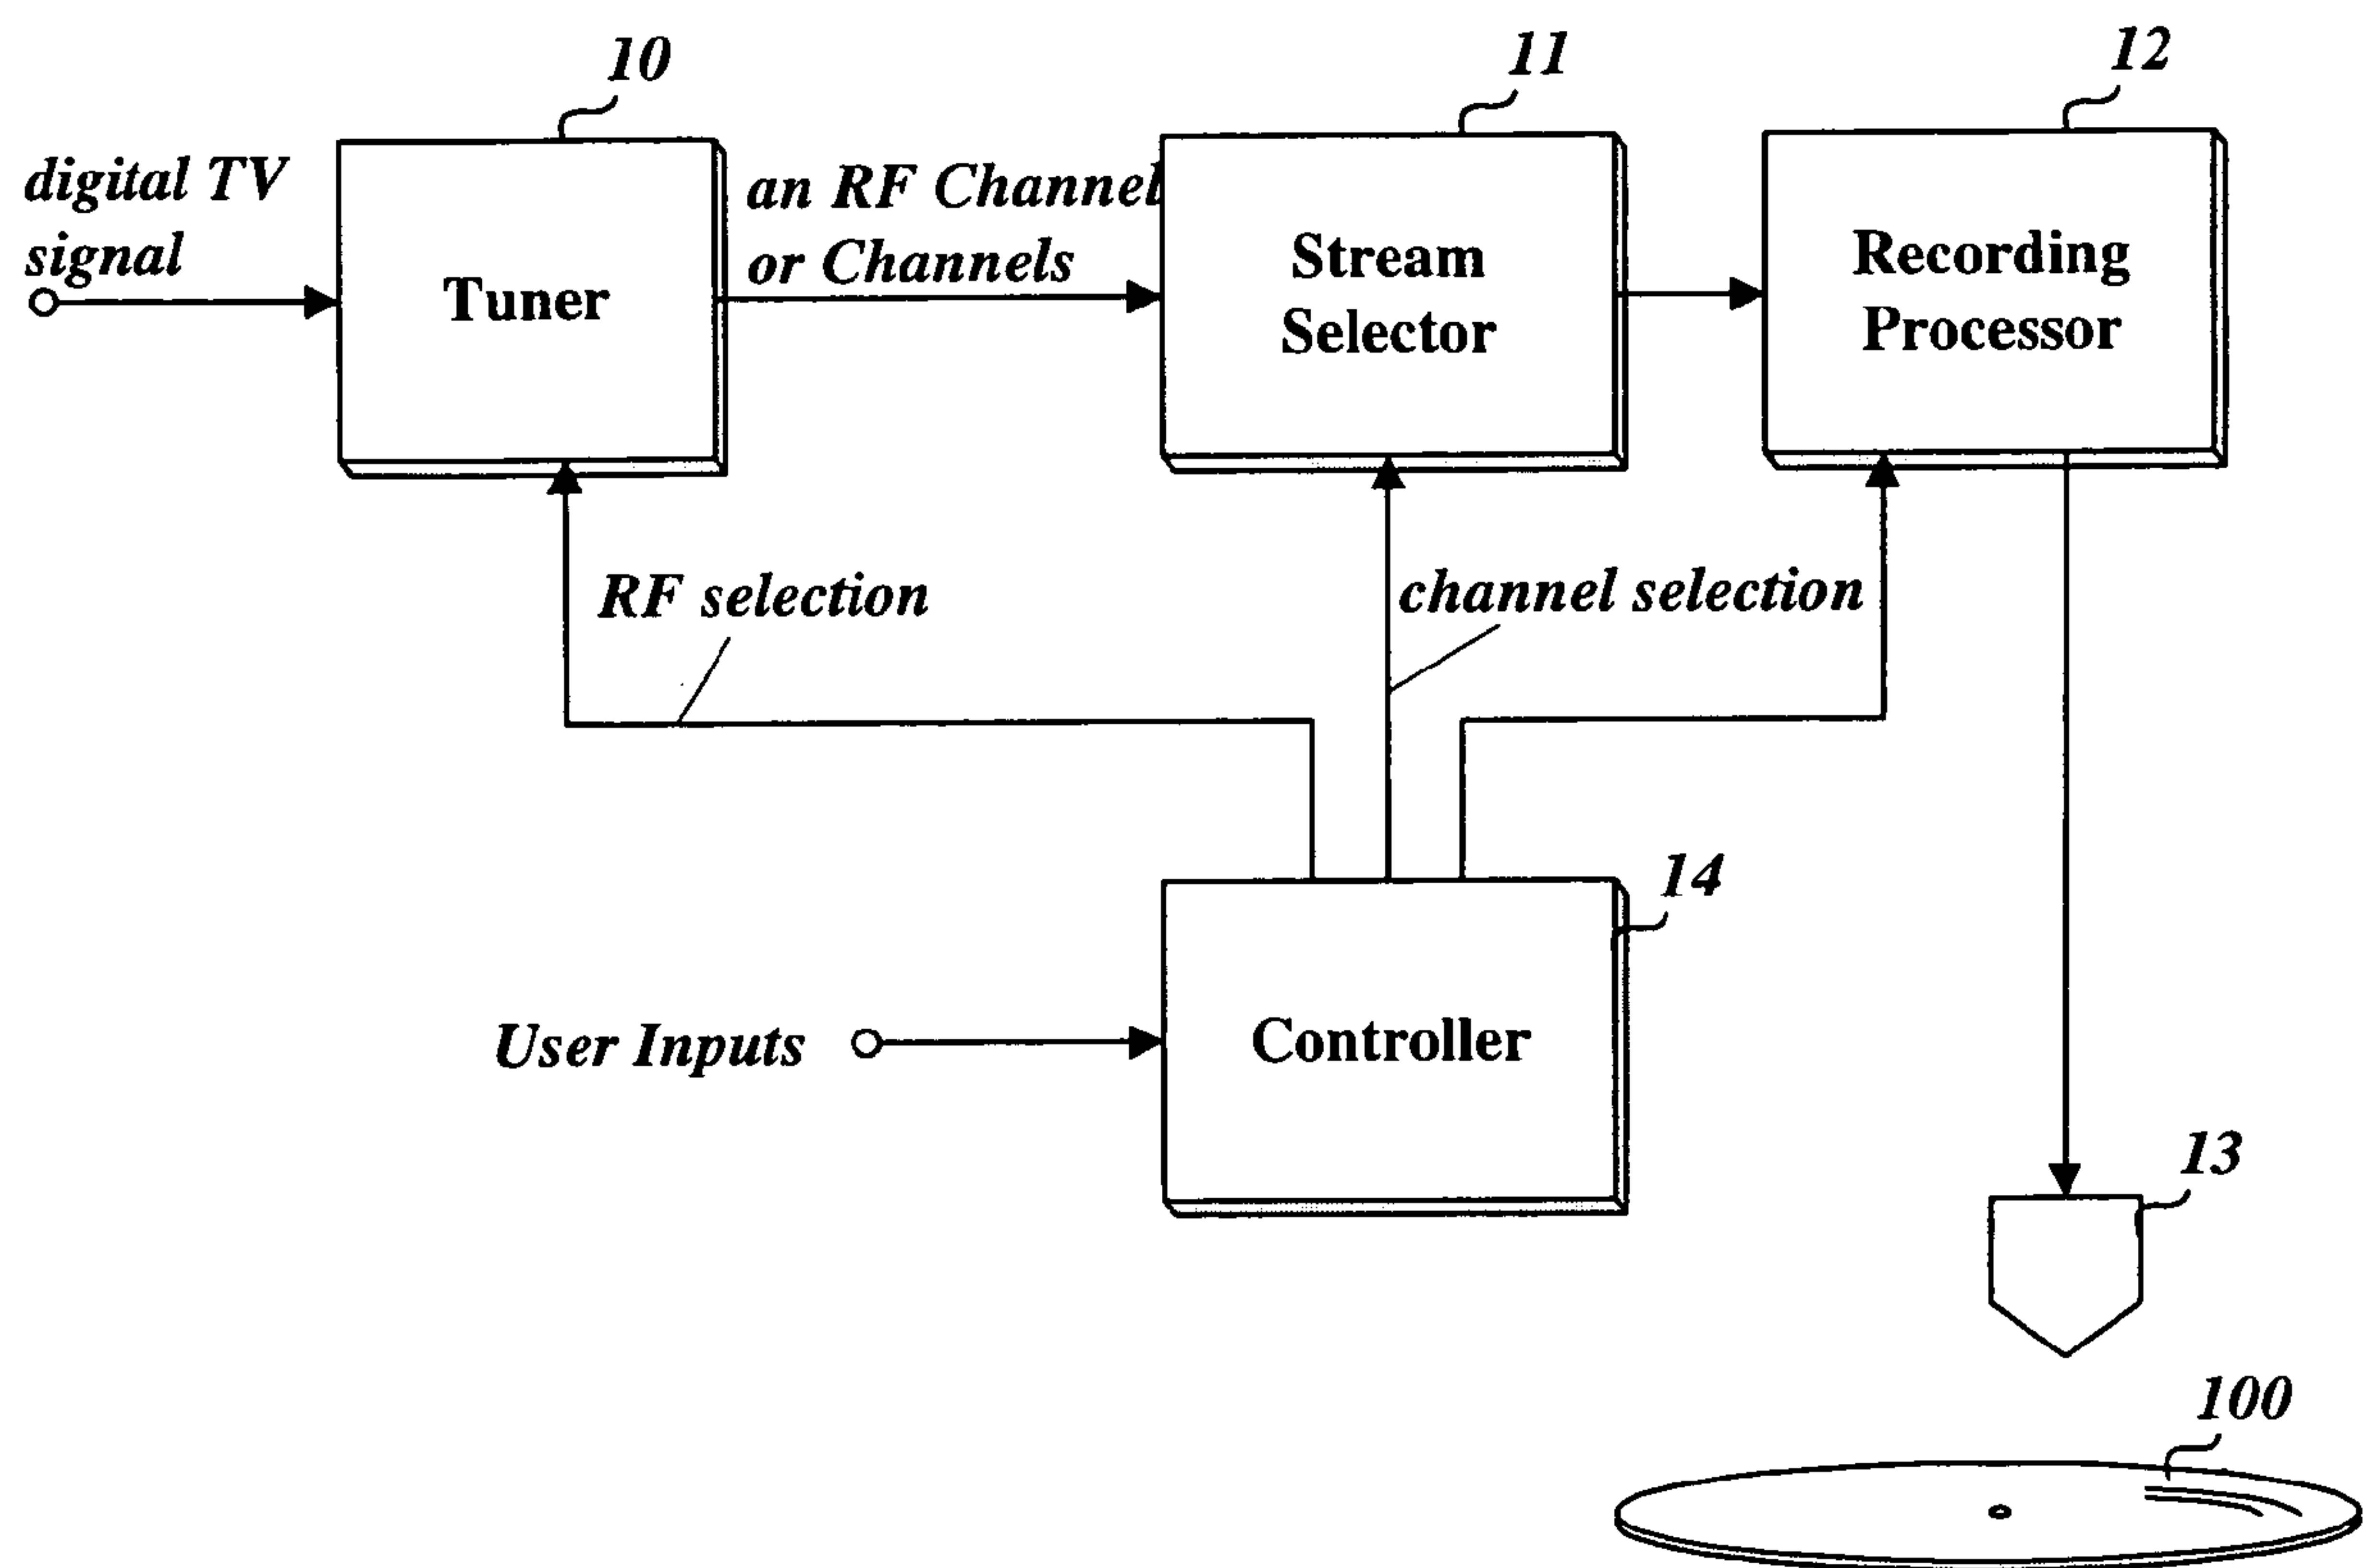 10
11
12
digital TV
signal
an RF Channel
or Channels
Tuner
Stream
Selector
Recording
Processor
RF selection
channel selection
14
User Inputs
Controller
13
100